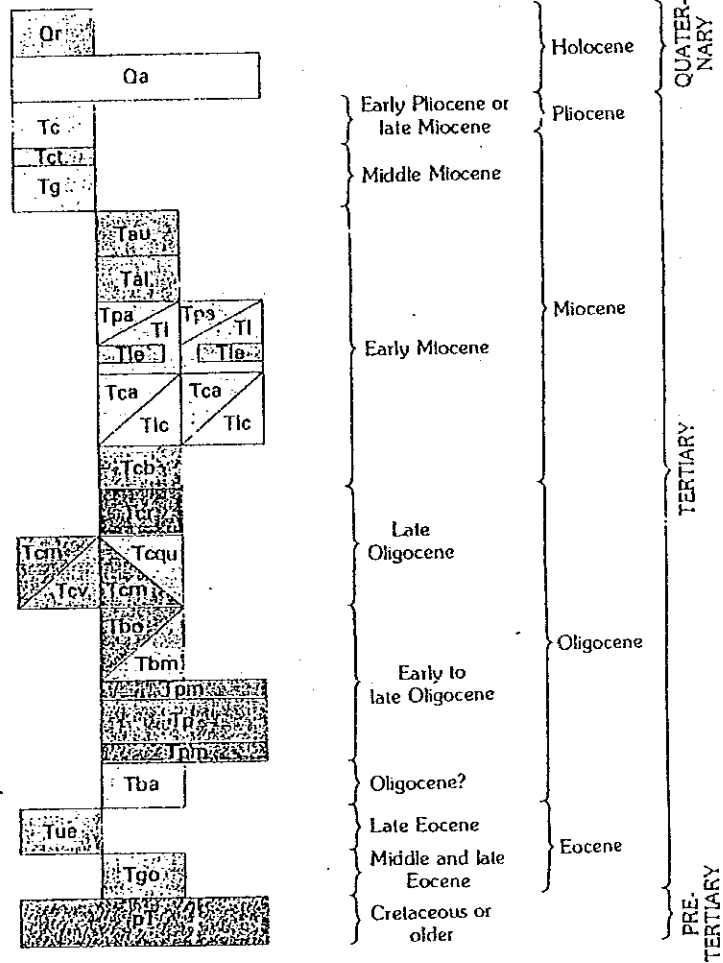 Qr
Qa
Tc
Tct
Tg
Tau
Tal
Tpa Tl Tps Tl
Tle Tle
Tca Tlc Tca Tlc
Tcb
Tcr
Tcm Tcv Tcqu Tcm
Tbo
Tbm
Tpm
Tp
Tpm
Tba
Tue
Tgo
pT
Early Pliocene or
late Miocene
Middle Miocene
Early Miocene
Late
Oligocene
Early to
late Oligocene
Oligocene?
Late Eocene
Middle and late
Eocene
Cretaceous or
older
Holocene
Pliocene
Miocene
Oligocene
Eocene
QUATER-
NARY
TERTIARY
PRE-
TERTIARY